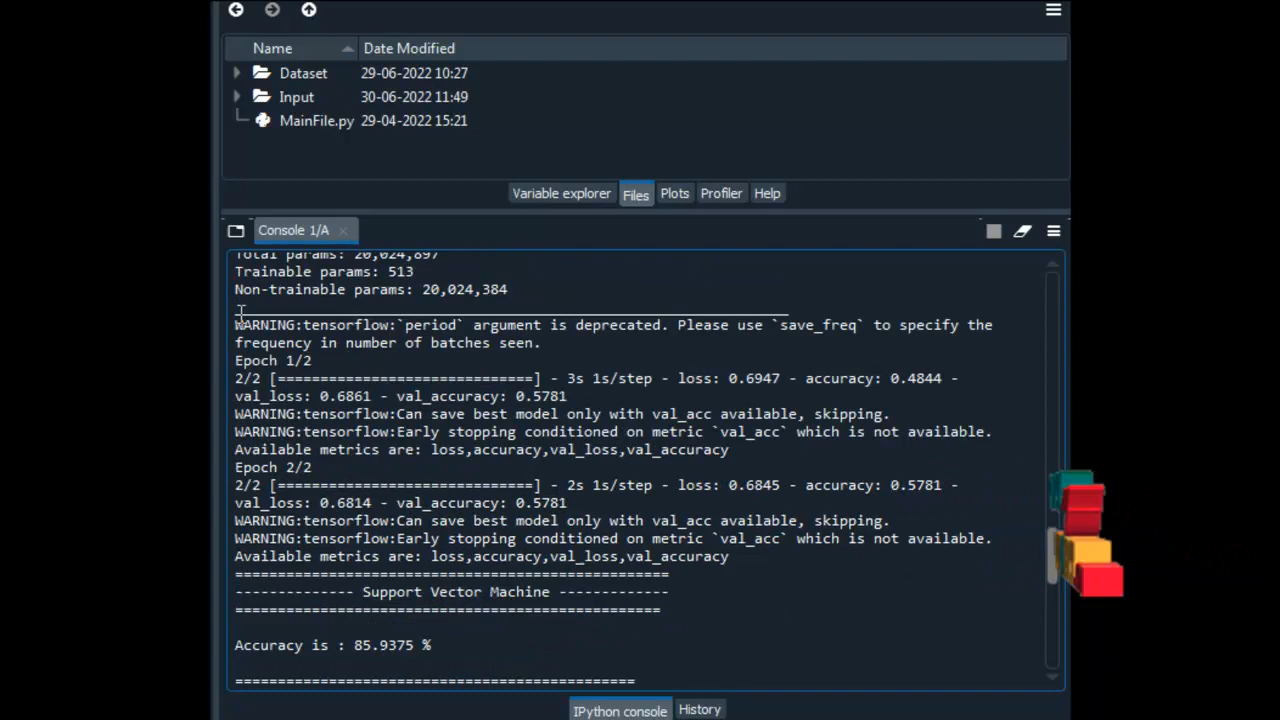 Name Date Modified
Dataset 29-06-2022 10:27
Input 30-06-2022 11:49
MainFile.py 29-04-2022 15:21
Variable explorer Files Plots Profiler Help
Console 1/A
Total params: 20,024,897
Trainable params: 513
Non-trainable params: 20,024,384
WARNING:tensorflow:`period` argument is deprecated. Please use `save_freq` to specify the
frequency in number of batches seen.
Epoch 1/2
2/2 [==============================] - 3s 1s/step - loss: 0.6947 - accuracy: 0.4844 -
val_loss: 0.6861 - val_accuracy: 0.5781
WARNING:tensorflow:Can save best model only with val_acc available, skipping.
WARNING:tensorflow:Early stopping conditioned on metric `val_acc` which is not available.
Available metrics are: loss,accuracy,val_loss,val_accuracy
Epoch 2/2
2/2 [==============================] - 2s 1s/step - loss: 0.6845 - accuracy: 0.5781 -
val_loss: 0.6814 - val_accuracy: 0.5781
WARNING:tensorflow:Can save best model only with val_acc available, skipping.
WARNING:tensorflow:Early stopping conditioned on metric `val_acc` which is not available.
Available metrics are: loss,accuracy,val_loss,val_accuracy
===================================================
-------------- Support Vector Machine -------------
==================================================
Accuracy is : 85.9375 %
===============================================
IPython console History